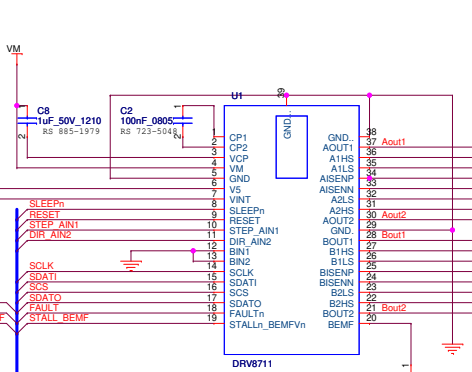 VM
U1
39
C8
1uF_50V_1210
RS 885-1979
1
2
C2
100nF_0805
RS 723-5048
1
2
GND.
1 CP1
2 CP2
3 VCP
4 VM
5 GND
6 V5
7 VINT
SLEEPn 8 SLEEPn
RESET 9 RESET
STEP_AIN1 10 STEP_AIN1
DIR_AIN2 11 DIR_AIN2
12 BIN1
13 BIN2
SCLK 14 SCLK
SDATI 15 SDATI
SCS 16 SCS
SDATO 17 SDATO
FAULT 18 FAULTn
F STALL_BEMF 19 STALLn_BEMFVn
GND.. 38
AOUT1 37 Aout1
A1HS 36
A1LS 35
AISENP 34
AISENN 33
A2LS 32
A2HS 31
AOUT2 30 Aout2
GND. 29
BOUT1 28 Bout1
B1HS 27
B1LS 26
BISENP 25
BISENN 24
B2LS 23
B2HS 22
BOUT2 21 Bout2
BEMF 20
DRV8711
1